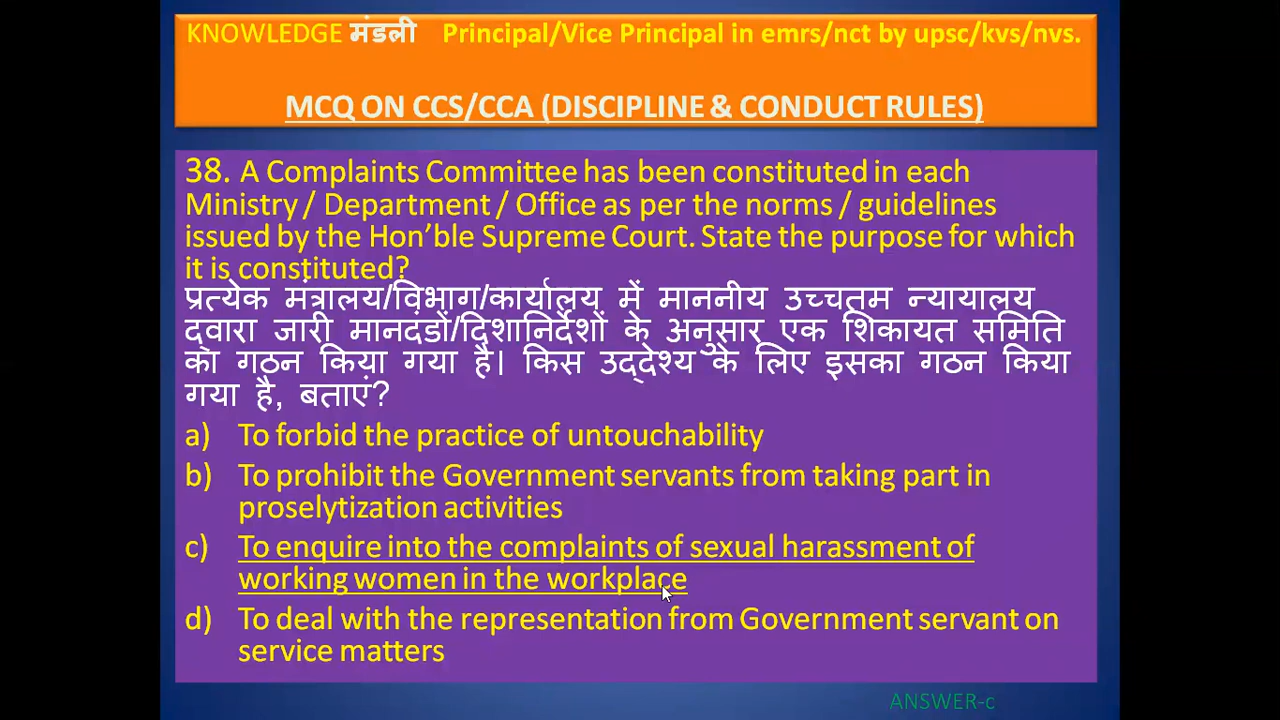 KNOWLEDGE मंडली Principal/Vice Principal in emrs/nct by upsc/kvs/nvs.
MCQ ON CCS/CCA (DISCIPLINE & CONDUCT RULES)
38. A Complaints Committee has been constituted in each
Ministry / Department / Office as per the norms / guidelines
issued by the Hon’ble Supreme Court. State the purpose for which
it is constituted?
प्रत्येक मंत्रालय/विभाग/कार्यालय में माननीय उच्चतम न्यायालय
द्वारा जारी मानदंडों/दिशानिर्देशों के अनुसार एक शिकायत समिति
का गठन किया गया है। किस उद्देश्य के लिए इसका गठन किया
गया है, बताएं?
a) To forbid the practice of untouchability
b) To prohibit the Government servants from taking part in
proselytization activities
c) To enquire into the complaints of sexual harassment of
working women in the workplace
d) To deal with the representation from Government servant on
service matters
ANSWER-c